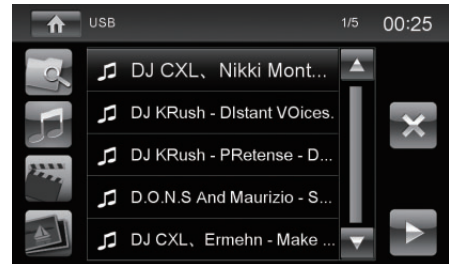 USB 1/5 00:25
DJ CXL、Nikki Mont...
DJ KRush - DIstant VOices.
DJ KRush - PRetense - D...
D.O.N.S And Maurizio - S...
DJ CXL、Ermehn - Make ...